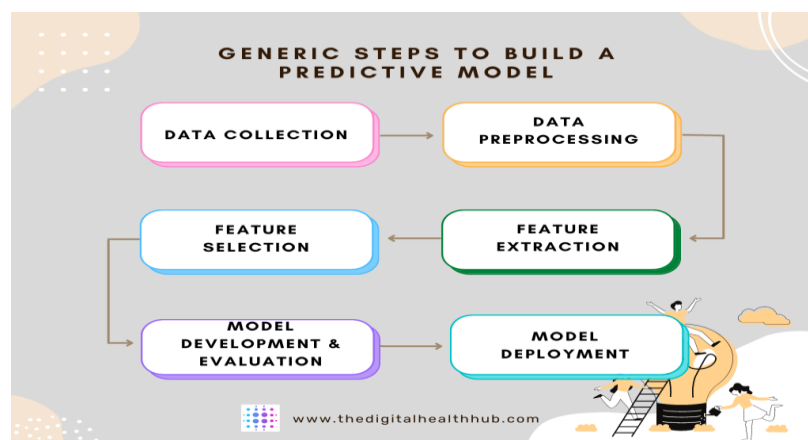 GENERIC STEPS TO BUILD A
PREDICTIVE MODEL
DATA COLLECTION
DATA
PREPROCESSING
FEATURE
EXTRACTION
FEATURE
SELECTION
MODEL
DEVELOPMENT &
EVALUATION
MODEL
DEPLOYMENT
www.thedigitalhealthhub.com